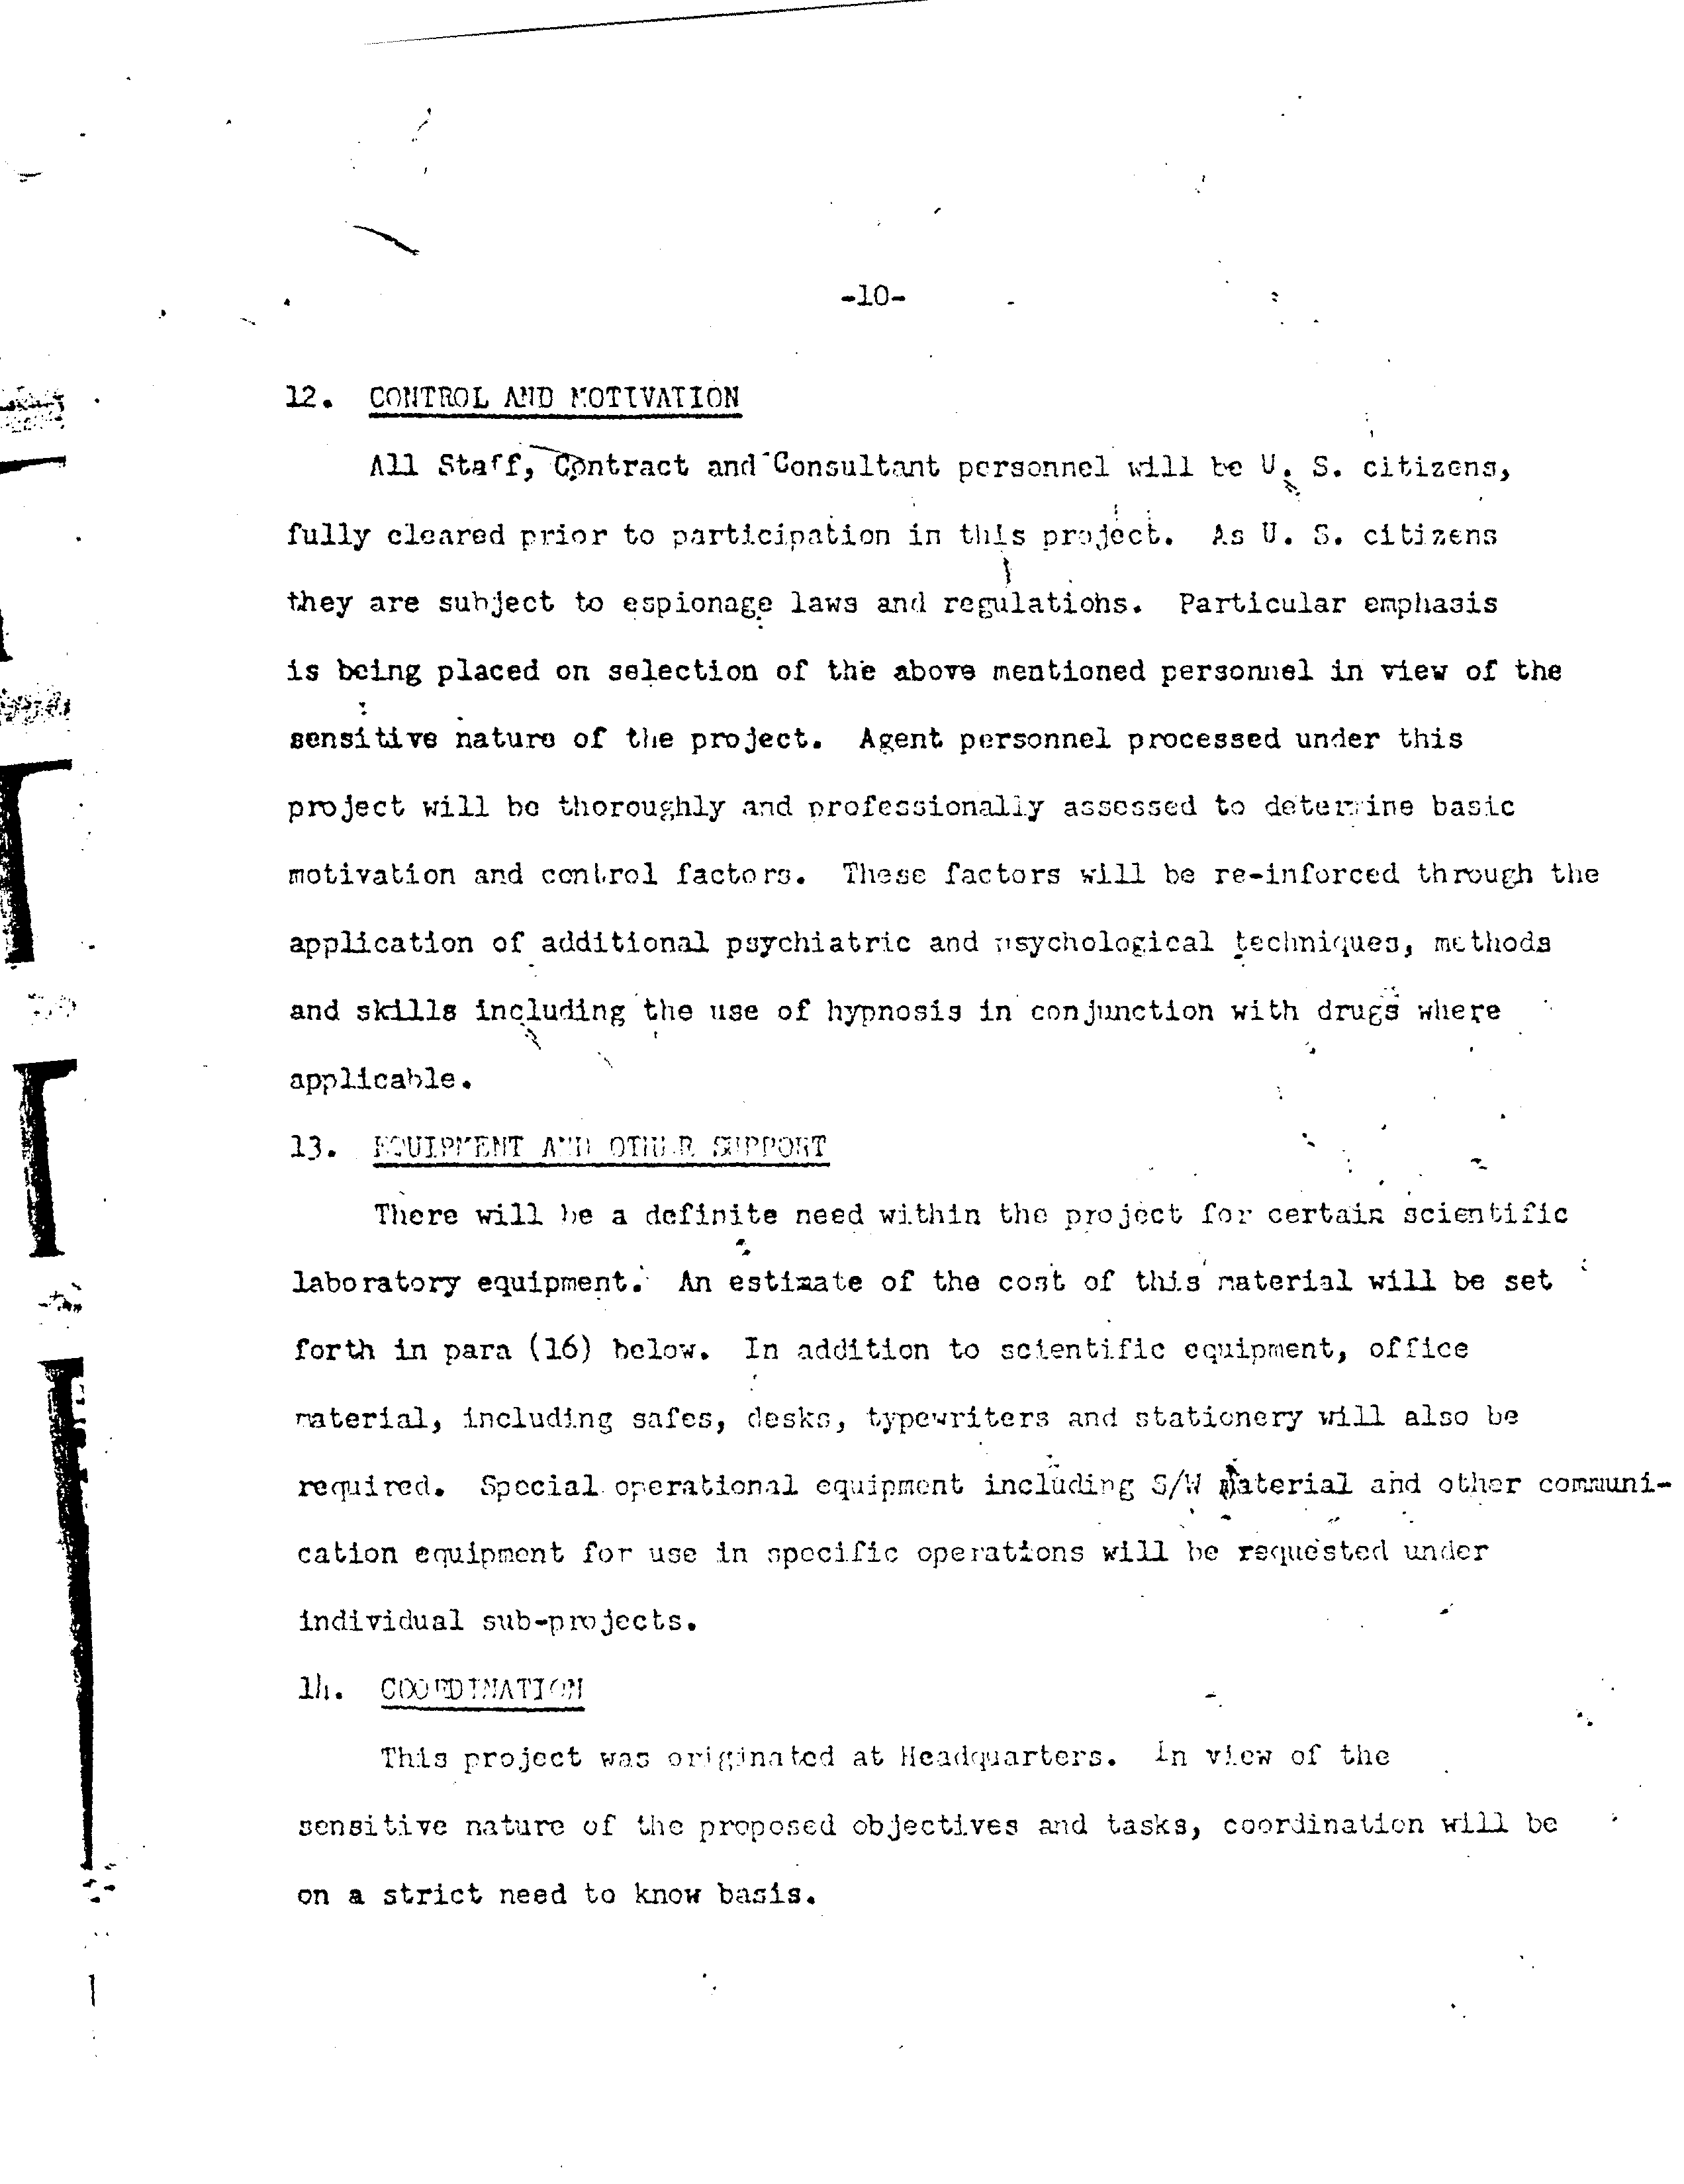 -10-
12. CONTROL AND MOTIVATION
All Staff, Contract and Consultant personnel will be U. S. citizens,
fully cleared prior to participation in this project. As U. S. citizens
they are subject to espionage laws and regulations. Particular emphasis
is being placed on selection of the above mentioned personnel in view of the
sensitive nature of the project. Agent personnel processed under this
project will be thoroughly and professionally assessed to determine basic
motivation and control factors. These factors will be re-inforced through the
application of additional psychiatric and psychological techniques, methods
and skills including the use of hypnosis in conjunction with drugs where
applicable.
13. EQUIPMENT AND OTHER SUPPORT
There will be a definite need within the project for certain scientific
laboratory equipment. An estimate of the cost of this material will be set
forth in para (16) below. In addition to scientific equipment, office
material, including safes, desks, typewriters and stationery will also be
required. Special operational equipment including S/W material and other communi-
cation equipment for use in specific operations will be requested under
individual sub-projects.
14. COORDINATION
This project was originated at Headquarters. In view of the
sensitive nature of the proposed objectives and tasks, coordination will be
on a strict need to know basis.